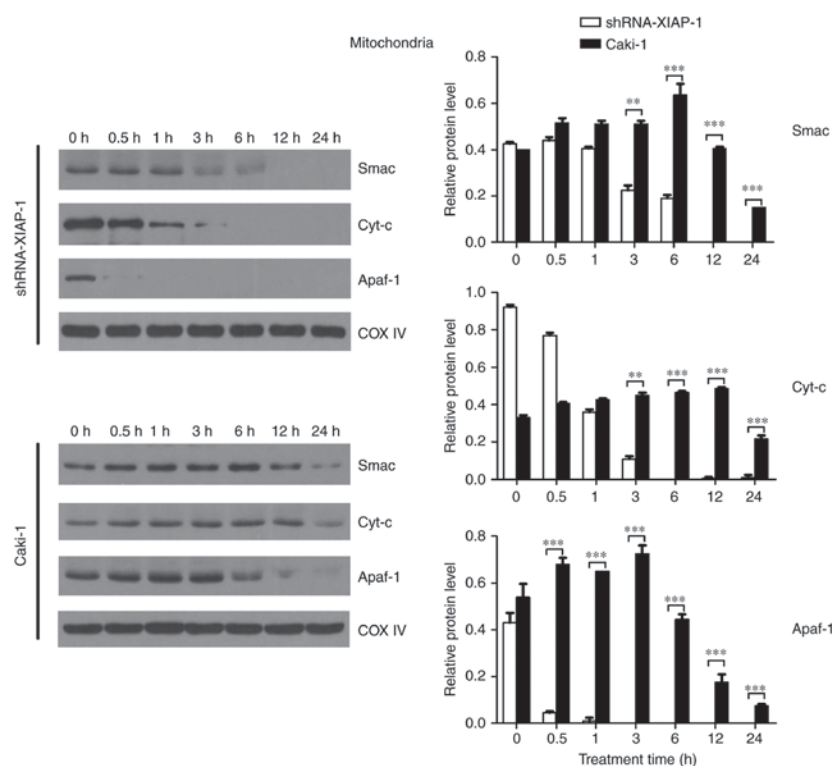 Mitochondria
shRNA-XIAP-1
Caki-1
0 h 0.5 h 1 h 3 h 6 h 12 h 24 h
shRNA-XIAP-1
Smac
Cyt-c
Apaf-1
COX IV
0 h 0.5 h 1 h 3 h 6 h 12 h 24 h
Caki-1
Smac
Cyt-c
Apaf-1
COX IV
Relative protein level
0.8
0.6
0.4
0.2
0.0
** *** *** ***
0 0.5 1 3 6 12 24
Smac
Relative protein level
1.0
0.8
0.6
0.4
0.2
0.0
** *** *** ***
0 0.5 1 3 6 12 24
Cyt-c
Relative protein level
0.8
0.6
0.4
0.2
0.0
*** *** *** *** *** ***
0 0.5 1 3 6 12 24
Apaf-1
Treatment time (h)